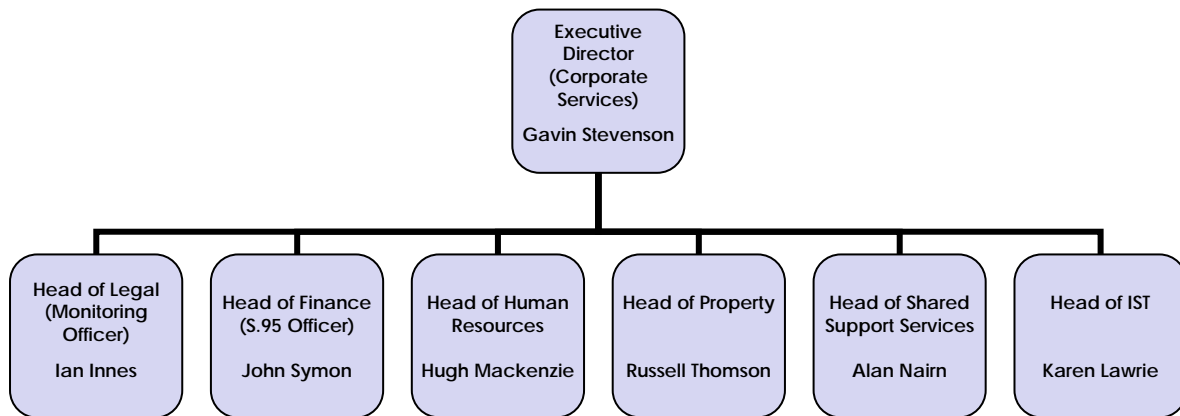 Executive
Director
(Corporate
Services)
Gavin Stevenson
Head of Legal
(Monitoring
Officer)
Ian Innes
Head of Finance
(S.95 Officer)
John Symon
Head of Human
Resources
Hugh Mackenzie
Head of Property
Russell Thomson
Head of Shared
Support Services
Alan Nairn
Head of IST
Karen Lawrie